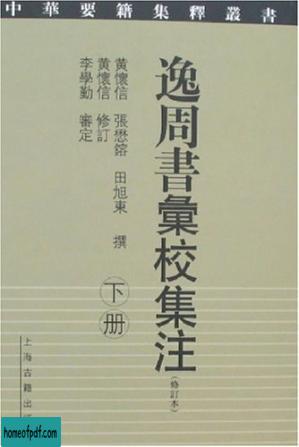 中華要籍集釋叢書
逸周書彙校集注
(修訂本)
下册
黄懷信 張懋鎔 田旭東 撰
黄懷信 修訂
李學勤 審定
上海古籍出
homeofpdf.com